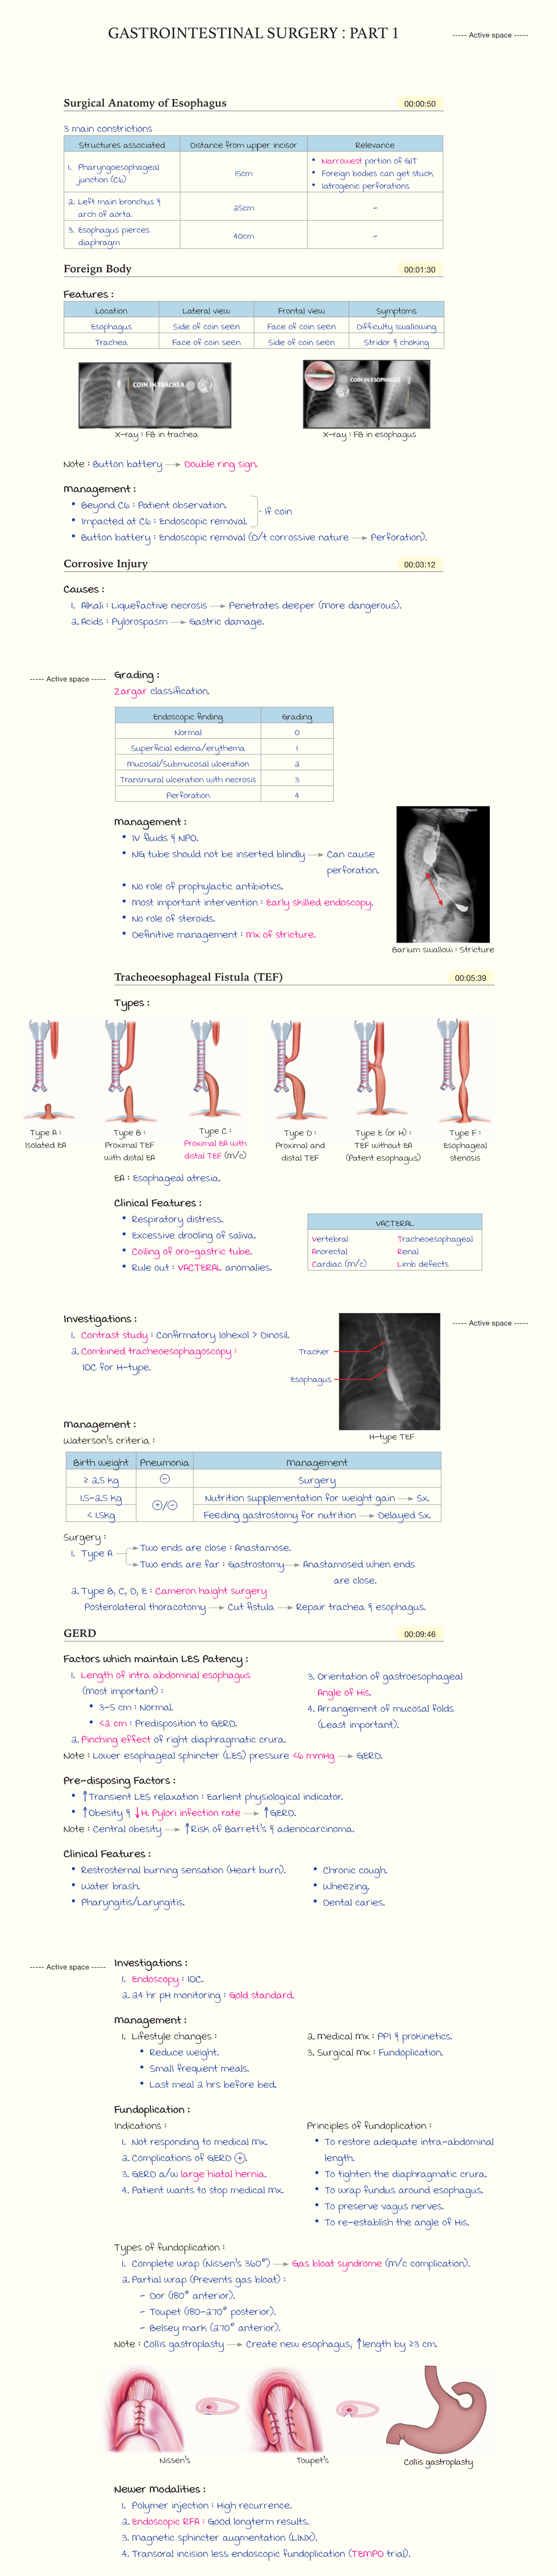 GASTROINTESTINAL SURGERY : PART 1
----- Active space -----
Surgical Anatomy of Esophagus 00:00:50
3 main constrictions
Structures associated Distance from upper incisor Relevance
1. Pharyngoesophageal junction (C6) 15cm • Narrowest portion of GIT
• Foreign bodies can get stuck
• Iatrogenic perforations
2. Left main bronchus & arch of aorta 25cm -
3. Esophagus pierces diaphragm 40cm -
Foreign Body 00:01:30
Features :
Location Lateral view Frontal view Symptoms
Esophagus Side of coin seen Face of coin seen Difficulty swallowing
Trachea Face of coin seen Side of coin seen Stridor & choking
COIN IN TRACHEA
COIN IN ESOPHAGUS
X-ray : FB in trachea
X-ray : FB in esophagus
Note : Button battery → Double ring sign.
Management :
• Beyond C6 : Patient observation.
• Impacted at C6 : Endoscopic removal.
If coin
• Button battery : Endoscopic removal (D/t corrossive nature → Perforation).
Corrosive Injury 00:03:12
Causes :
1. Alkali : Liquefactive necrosis → Penetrates deeper (More dangerous).
2. Acids : Pylorospasm → Gastric damage.
----- Active space -----
Grading :
Zargar classification.
Endoscopic finding Grading
Normal 0
Superficial edema/erythema 1
Mucosal/Submucosal ulceration 2
Transmural ulceration with necrosis 3
Perforation 4
Management :
• IV fluids & NPO.
• NG tube should not be inserted blindly → Can cause
perforation.
• No role of prophylactic antibiotics.
• Most important intervention : Early skilled endoscopy.
• No role of steroids.
• Definitive management : Mx of stricture.
Barium swallow : Stricture
Tracheoesophageal Fistula (TEF) 00:05:39
Types :
Type A :
Isolated EA
Type B :
Proximal TEF
with distal EA
Type C :
Proximal EA with
distal TEF (m/c)
Type D :
Proximal and
distal TEF
Type E (or H) :
TEF without EA
(Patent esophagus)
Type F :
Esophageal
stenosis
EA : Esophageal atresia.
Clinical Features :
• Respiratory distress.
• Excessive drooling of saliva.
• Coiling of oro-gastric tube.
• Rule out : VACTERAL anomalies.
VACTERAL
Vertebral Tracheoesophageal
Anorectal Renal
Cardiac (m/c) Limb defects
----- Active space -----
Investigations :
1. Contrast study : Confirmatory Iohexol > Dinosil.
2. Combined tracheoesophagoscopy :
IOC for H-type.
Tracker
Esophagus
H-type TEF
Management :
Waterson's criteria :
Birth weight Pneumonia Management
≥ 2.5 kg ⊖ Surgery
1.5-2.5 kg ⊕/⊖ Nutrition supplementation for weight gain → Sx.
< 1.5kg Feeding gastrostomy for nutrition → Delayed Sx.
Surgery :
1. Type A → Two ends are close : Anastamose.
→ Two ends are far : Gastrostomy → Anastamosed when ends
are close.
2. Type B, C, D, E : Cameron haight surgery
Posterolateral thoracotomy → Cut fistula → Repair trachea & esophagus.
GERD 00:09:46
Factors which maintain LES Patency :
1. Length of intra abdominal esophagus
(most important) :
• 3-5 cm : Normal.
• <2 cm : Predisposition to GERD.
2. Pinching effect of right diaphragmatic crura.
3. Orientation of gastroesophageal
Angle of His.
4. Arrangement of mucosal folds
(Least important).
Note : Lower esophageal sphincter (LES) pressure <6 mmHg → GERD.
Pre-disposing Factors :
• ↑Transient LES relaxation : Earlient physiological indicator.
• ↑Obesity & ↓H. Pylori infection rate → ↑GERD.
Note : Central obesity → ↑Risk of Barrett's & adenocarcinoma.
Clinical Features :
• Restrosternal burning sensation (Heart burn).
• Water brash.
• Pharyngitis/Laryngitis.
• Chronic cough.
• Wheezing.
• Dental caries.
----- Active space -----
Investigations :
1. Endoscopy : IOC.
2. 24 hr pH monitoring : Gold standard.
Management :
1. Lifestyle changes :
• Reduce weight.
• Small frequent meals.
• Last meal 2 hrs before bed.
2. Medical Mx : PPI & prokinetics.
3. Surgical Mx : Fundoplication.
Fundoplication :
Indications :
1. Not responding to medical Mx.
2. Complications of GERD ⊕.
3. GERD a/w large hiatal hernia.
4. Patient wants to stop medical Mx.
Principles of fundoplication :
• To restore adequate intra-abdominal
length.
• To tighten the diaphragmatic crura.
• To wrap fundus around esophagus.
• To preserve vagus nerves.
• To re-establish the angle of His.
Types of fundoplication :
1. Complete wrap (Nissen's 360°) → Gas bloat syndrome (m/c complication).
2. Partial wrap (Prevents gas bloat) :
- Dor (180° anterior).
- Toupet (180-270° posterior).
- Belsey mark (270° anterior).
Note : Collis gastroplasty → Create new esophagus, ↑length by ≥3 cm.
Nissen's
Toupet's
Collis gastroplasty
Newer modalities :
1. Polymer injection : High recurrence.
2. Endoscopic RFA : Good longterm results.
3. Magnetic sphincter augmentation (LINX).
4. Transoral incision less endoscopic fundoplication (TEMPO trial).